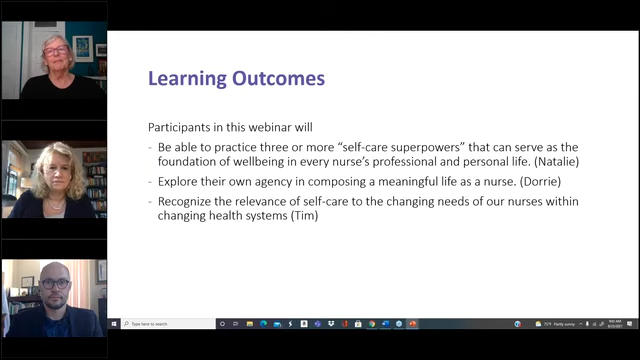 Learning Outcomes
Participants in this webinar will
- Be able to practice three or more “self-care superpowers” that can serve as the
foundation of wellbeing in every nurse’s professional and personal life. (Natalie)
- Explore their own agency in composing a meaningful life as a nurse. (Dorrie)
- Recognize the relevance of self-care to the changing needs of our nurses within
changing health systems (Tim)
Type here to search
Partly sunny